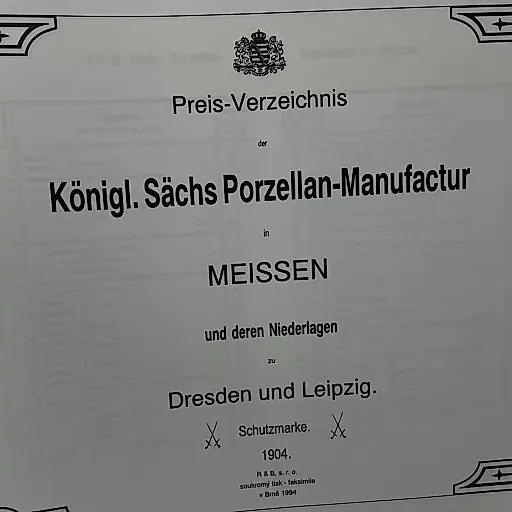 Preis-Verzeichnis
der
Königl. Sächs Porzellan-Manufactur
in
MEISSEN
und deren Niederlagen
zu
Dresden und Leipzig.
Schutzmarke.
1904.
R & B, s. r. o.
soukromý tisk - faksimile
v Brně 1994